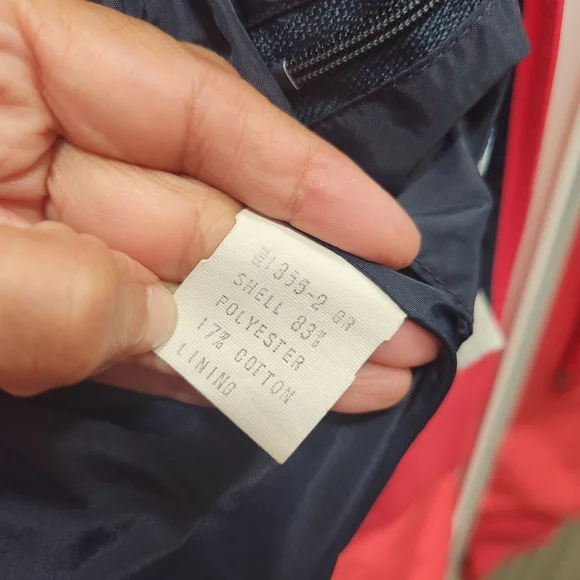 1355-2 GR
SHELL 83%
POLYESTER
17% COTTON
LINING